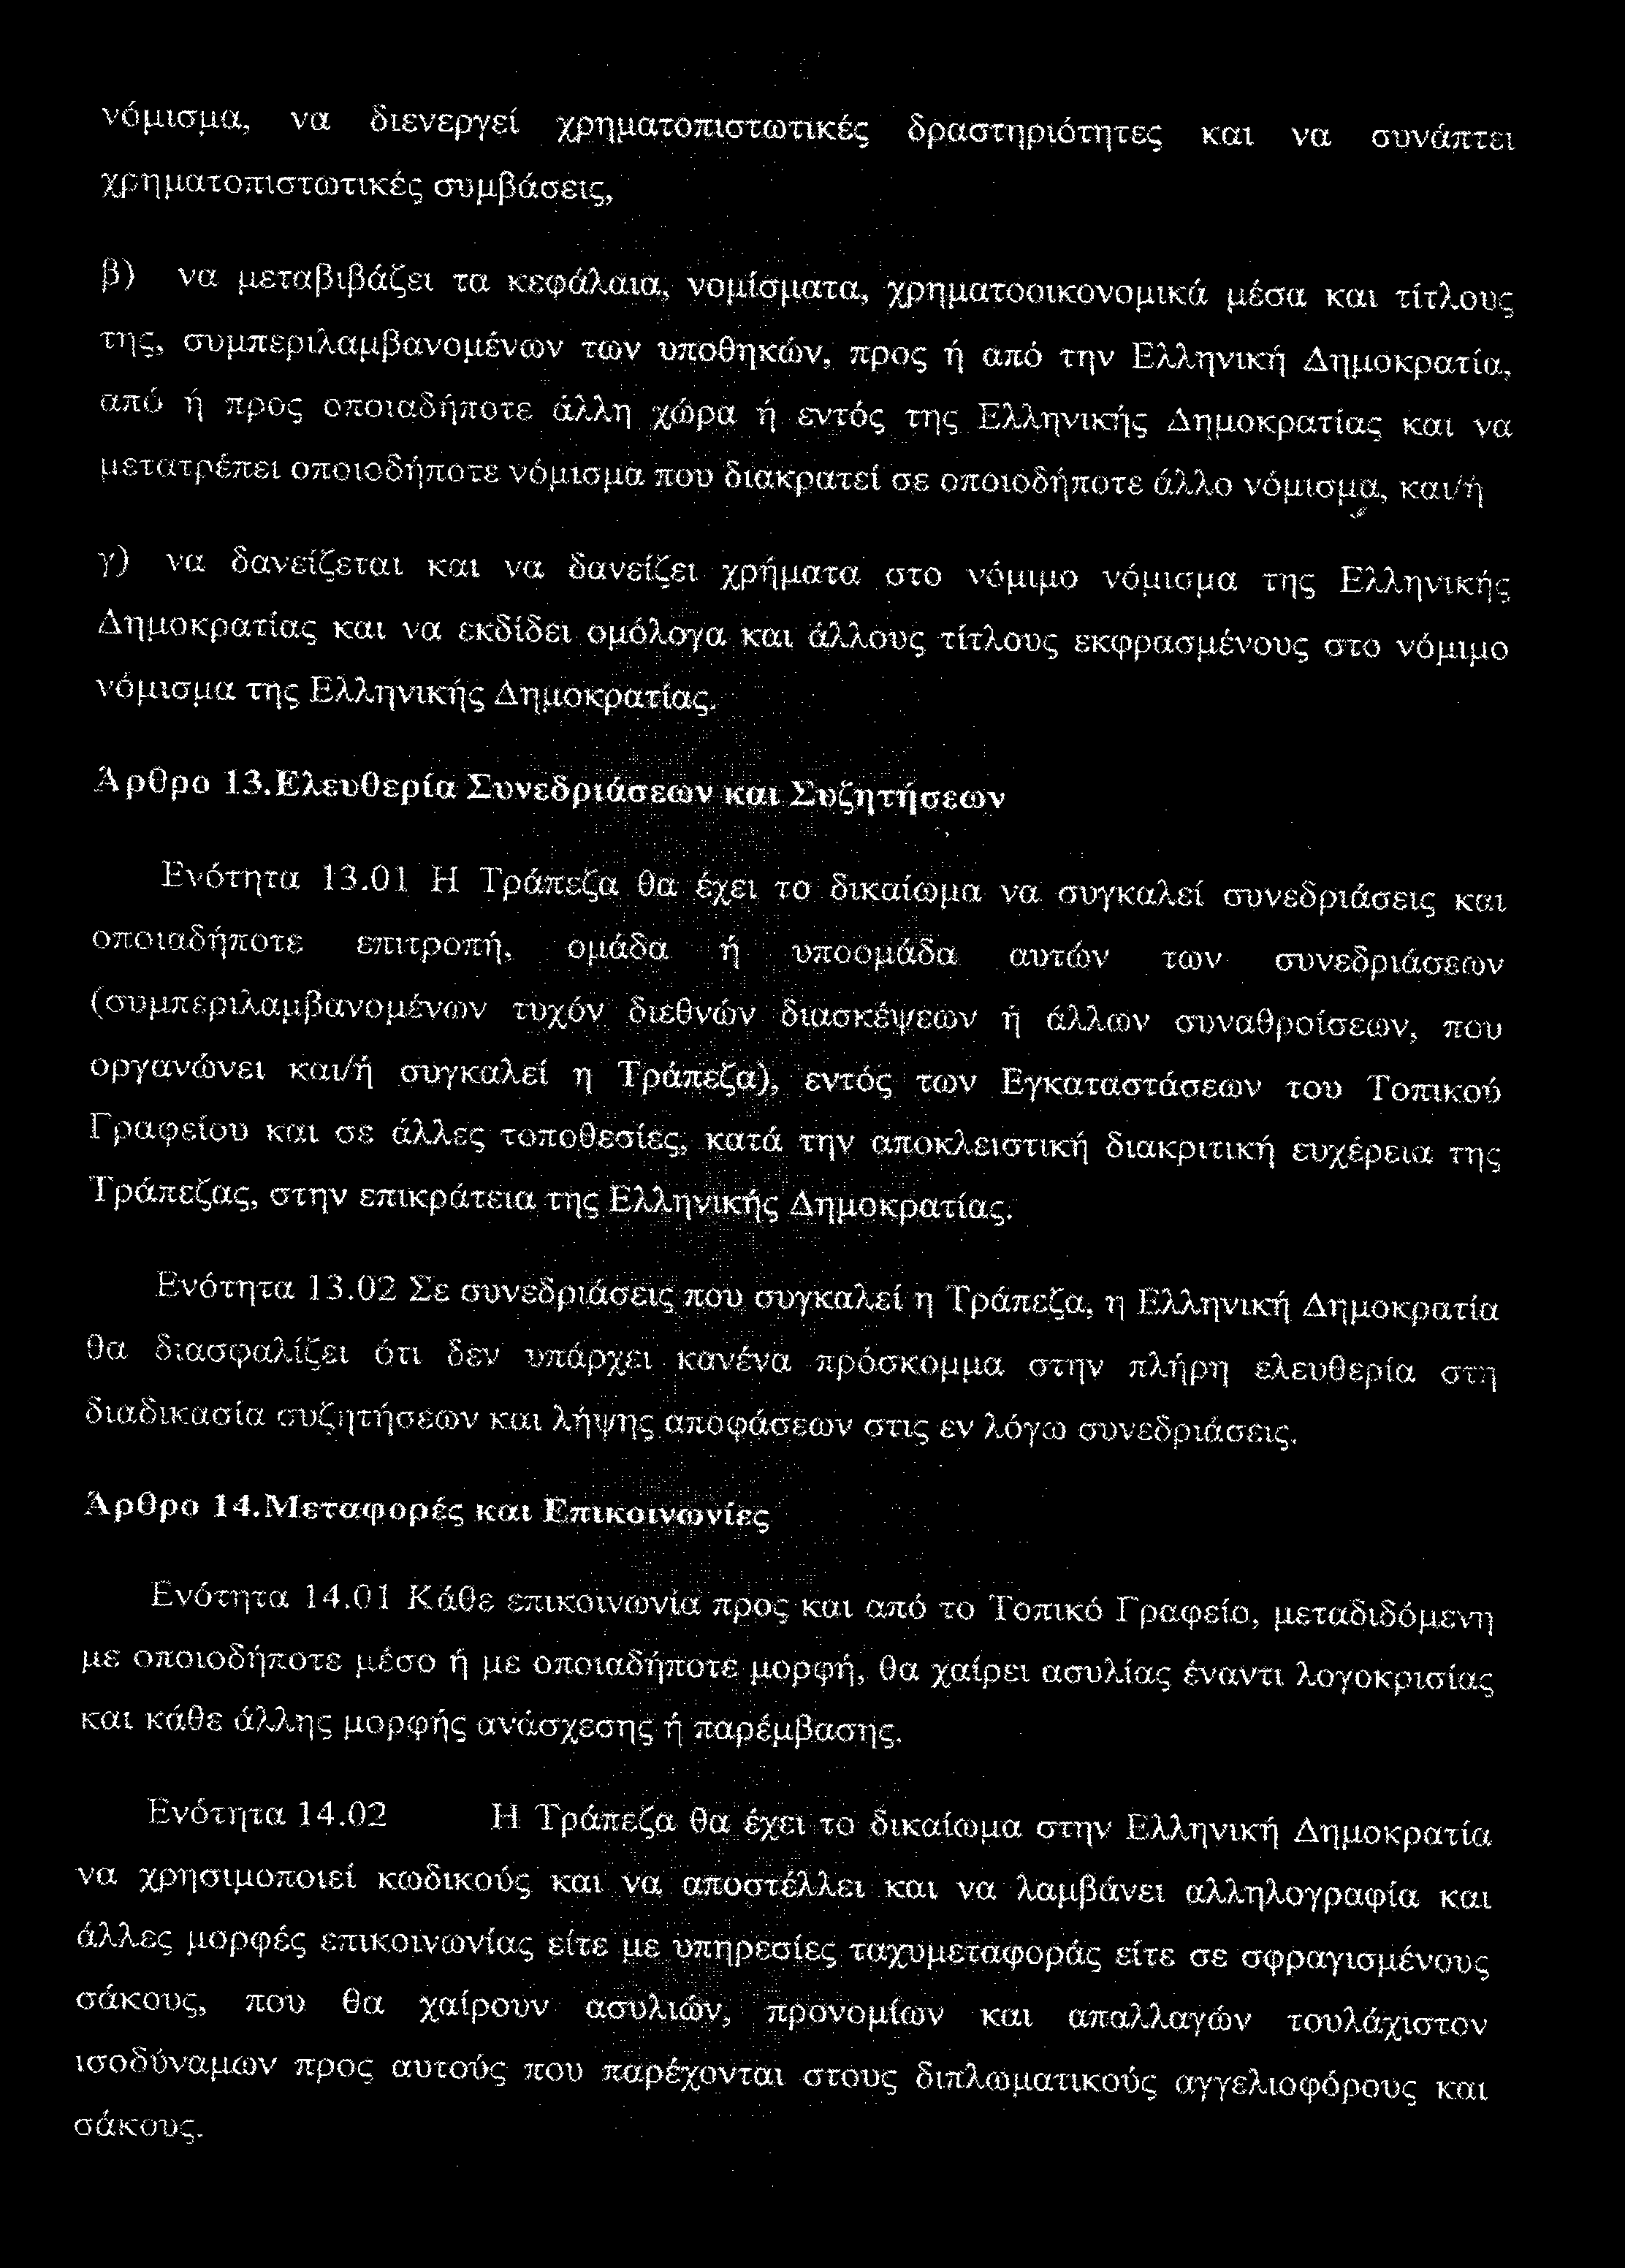 νόμισμα, να διενεργεί χρηματοπιστωτικές δραστηριότητες και να συνάπτει
χρηματοπιστωτικές συμβάσεις,
β) να μεταβιβάζει τα κεφάλαια, νομίσματα, χρηματοοικονομικά μέσα και τίτλους
της, συμπεριλαμβανομένων των υποθηκών, προς ή από την Ελληνική Δημοκρατία,
από ή προς οποιαδήποτε άλλη χώρα ή εντός της Ελληνικής Δημοκρατίας και να
μετατρέπει οποιοδήποτε νόμισμα που διακρατεί σε οποιοδήποτε άλλο νόμισμα, και/ή
γ) να δανείζεται και να δανείζει χρήματα στο νόμιμο νόμισμα της Ελληνικής
Δημοκρατίας και να εκδίδει ομόλογα και άλλους τίτλους εκφρασμένους στο νόμιμο
νόμισμα της Ελληνικής Δημοκρατίας.
Άρθρο 13.Ελευθερία Συνεδριάσεων και Συζητήσεων
Ενότητα 13.01 Η Τράπεζα θα έχει το δικαίωμα να συγκαλεί συνεδριάσεις και
οποιαδήποτε επιτροπή, ομάδα ή υποομάδα αυτών των συνεδριάσεων
(συμπεριλαμβανομένων τυχόν διεθνών διασκέψεων ή άλλων συναθροίσεων, που
οργανώνει και/ή συγκαλεί η Τράπεζα), εντός των Εγκαταστάσεων του Τοπικού
Γραφείου και σε άλλες τοποθεσίες, κατά την αποκλειστική διακριτική ευχέρεια της
Τράπεζας, στην επικράτεια της Ελληνικής Δημοκρατίας.
Ενότητα 13.02 Σε συνεδριάσεις που συγκαλεί η Τράπεζα, η Ελληνική Δημοκρατία
θα διασφαλίζει ότι δεν υπάρχει κανένα πρόσκομμα στην πλήρη ελευθερία στη
διαδικασία συζητήσεων και λήψης αποφάσεων στις εν λόγω συνεδριάσεις.
Άρθρο 14.Μεταφορές και Επικοινωνίες
Ενότητα 14.01 Κάθε επικοινωνία προς και από το Τοπικό Γραφείο, μεταδιδόμενη
με οποιοδήποτε μέσο ή με οποιαδήποτε μορφή, θα χαίρει ασυλίας έναντι λογοκρισίας
και κάθε άλλης μορφής ανάσχεσης ή παρέμβασης.
Ενότητα 14.02 Η Τράπεζα θα έχει το δικαίωμα στην Ελληνική Δημοκρατία
να χρησιμοποιεί κωδικούς και να αποστέλλει και να λαμβάνει αλληλογραφία και
άλλες μορφές επικοινωνίας είτε με υπηρεσίες ταχυμεταφοράς είτε σε σφραγισμένους
σάκους, που θα χαίρουν ασυλιών, προνομίων και απαλλαγών τουλάχιστον
ισοδύναμων προς αυτούς που παρέχονται στους διπλωματικούς αγγελιοφόρους και
σάκους.